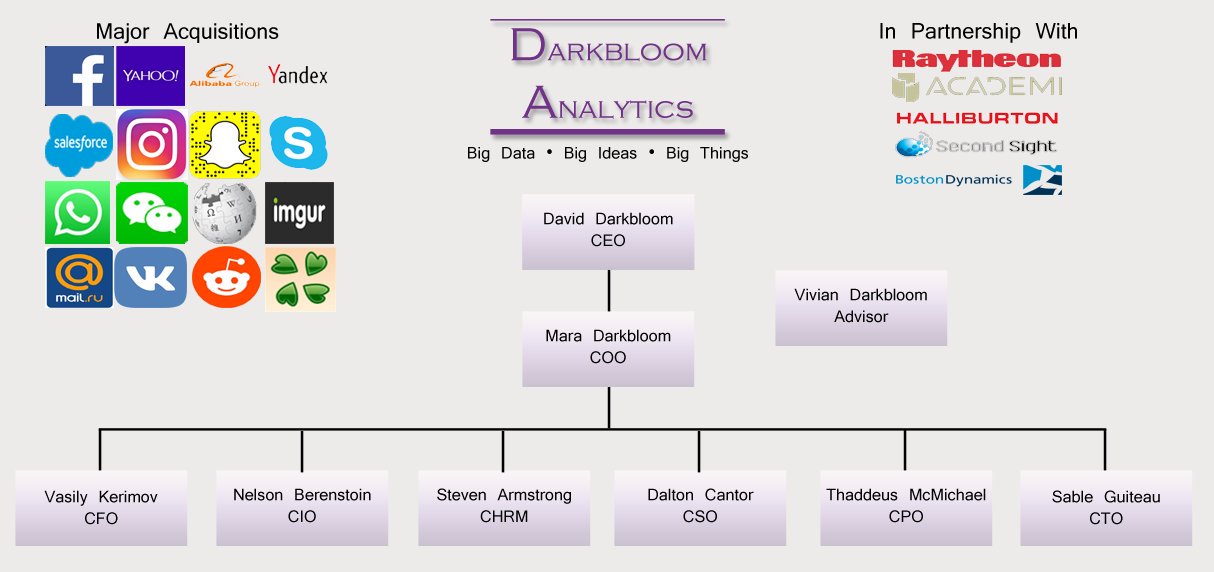 Major Acquisitions
YAHOO!
Alibaba Group
Yandex
salesforce
imgur
@mail.ru
DARKBLOOM
ANALYTICS
Big Data • Big Ideas • Big Things
In Partnership With
Raytheon
ACADEMI
HALLIBURTON
Second Sight
BostonDynamics
David Darkbloom
CEO
Vivian Darkbloom
Advisor
Mara Darkbloom
COO
Vasily Kerimov
CFO
Nelson Berenstoin
CIO
Steven Armstrong
CHRM
Dalton Cantor
CSO
Thaddeus McMichael
CPO
Sable Guiteau
CTO